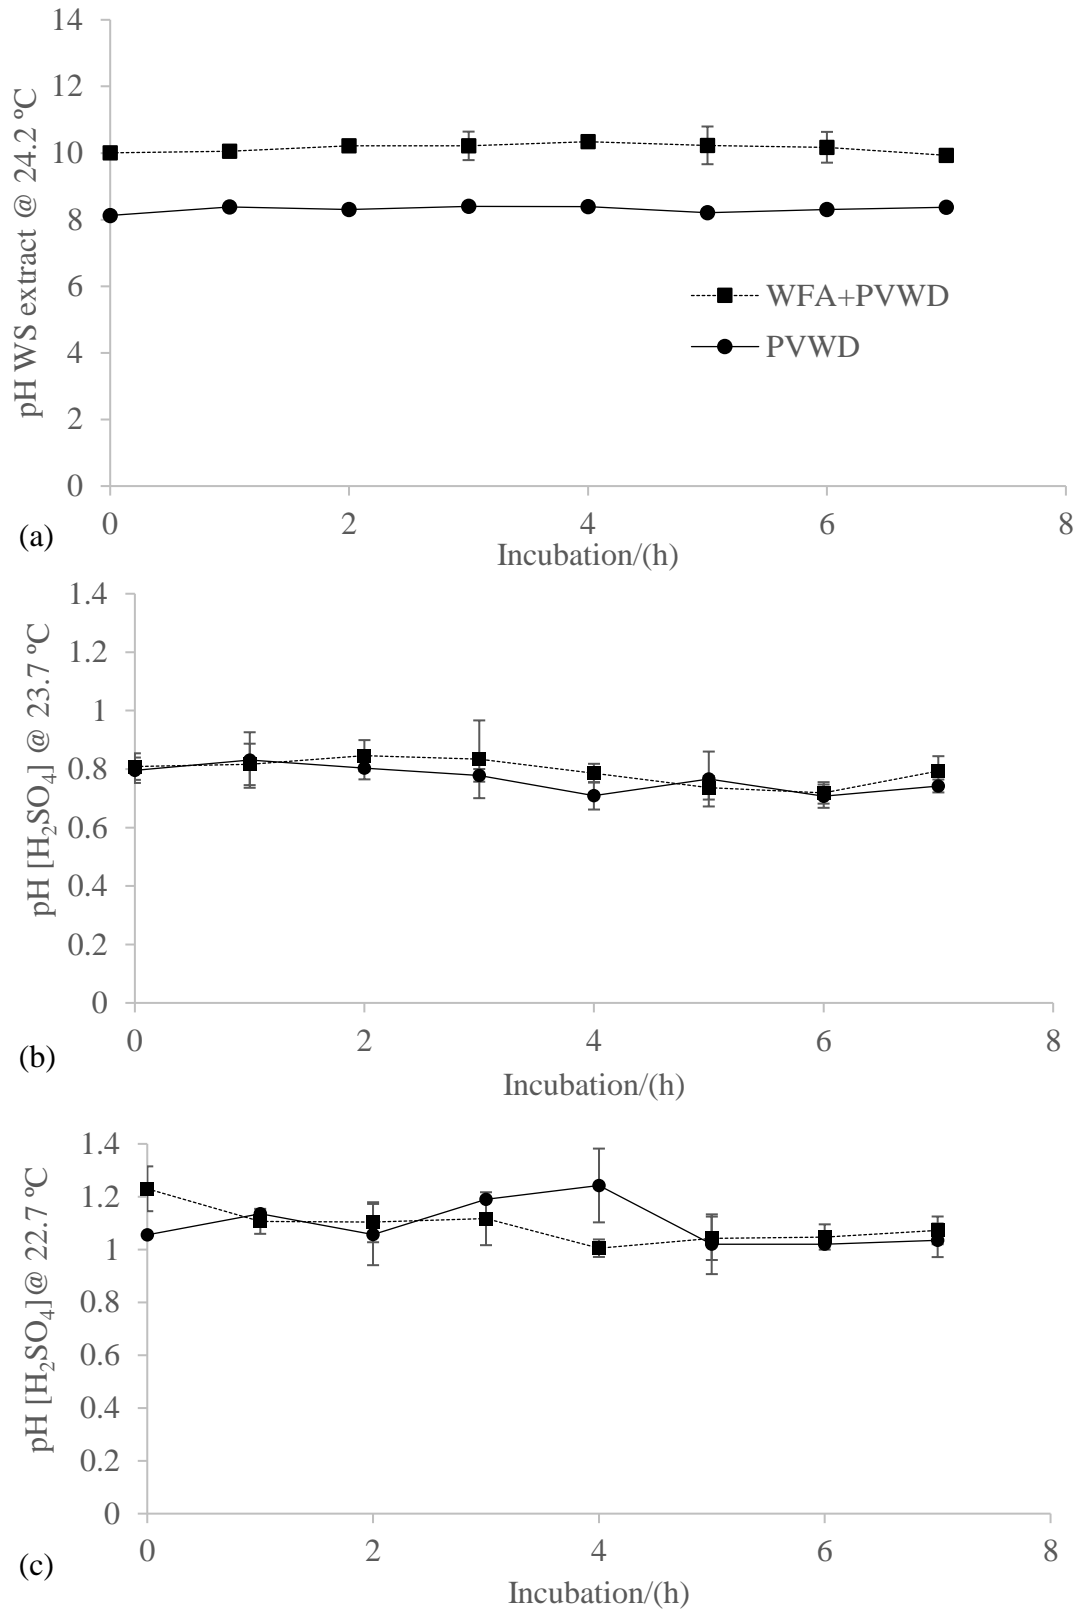 14
12
10
8
6
4
2
0
pH WS extract @ 24.2 ºC
WFA+PVWD
PVWD
0 2 4 6 8
(a)
Incubation/(h)
1.4
1.2
1
0.8
0.6
0.4
0.2
0
pH [H₂SO₄] @ 23.7 ºC
0 2 4 6 8
(b)
Incubation/(h)
1.4
1.2
1
0.8
0.6
0.4
0.2
0
pH [H₂SO₄]@ 22.7 ºC
0 2 4 6 8
(c)
Incubation/(h)